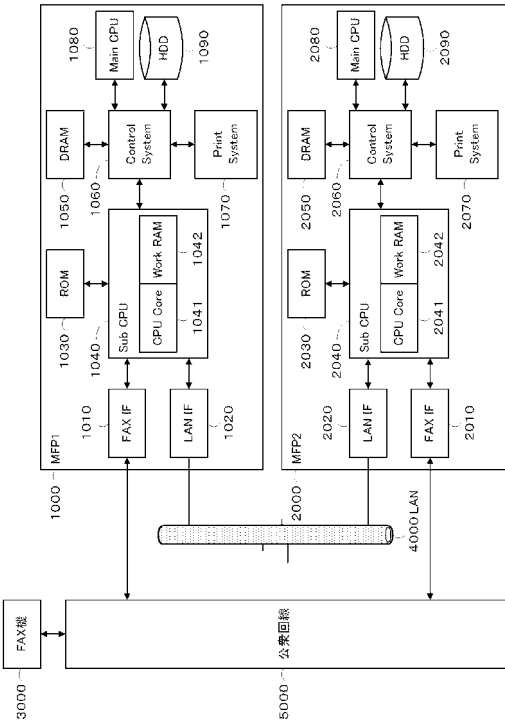 3000
FAX機
5000
公衆回線
4000 LAN
1000
MFP1
1010
FAX IF
LAN IF
1020
1030
ROM
1040
Sub CPU
CPU Core
Work RAM
1041
1042
1050
DRAM
1060
Control
System
Print
System
1070
1080
Main CPU
HDD
1090
2000
MFP2
2020
LAN IF
FAX IF
2010
2030
ROM
2040
Sub CPU
CPU Core
Work RAM
2041
2042
2050
DRAM
2060
Control
System
Print
System
2070
2080
Main CPU
HDD
2090